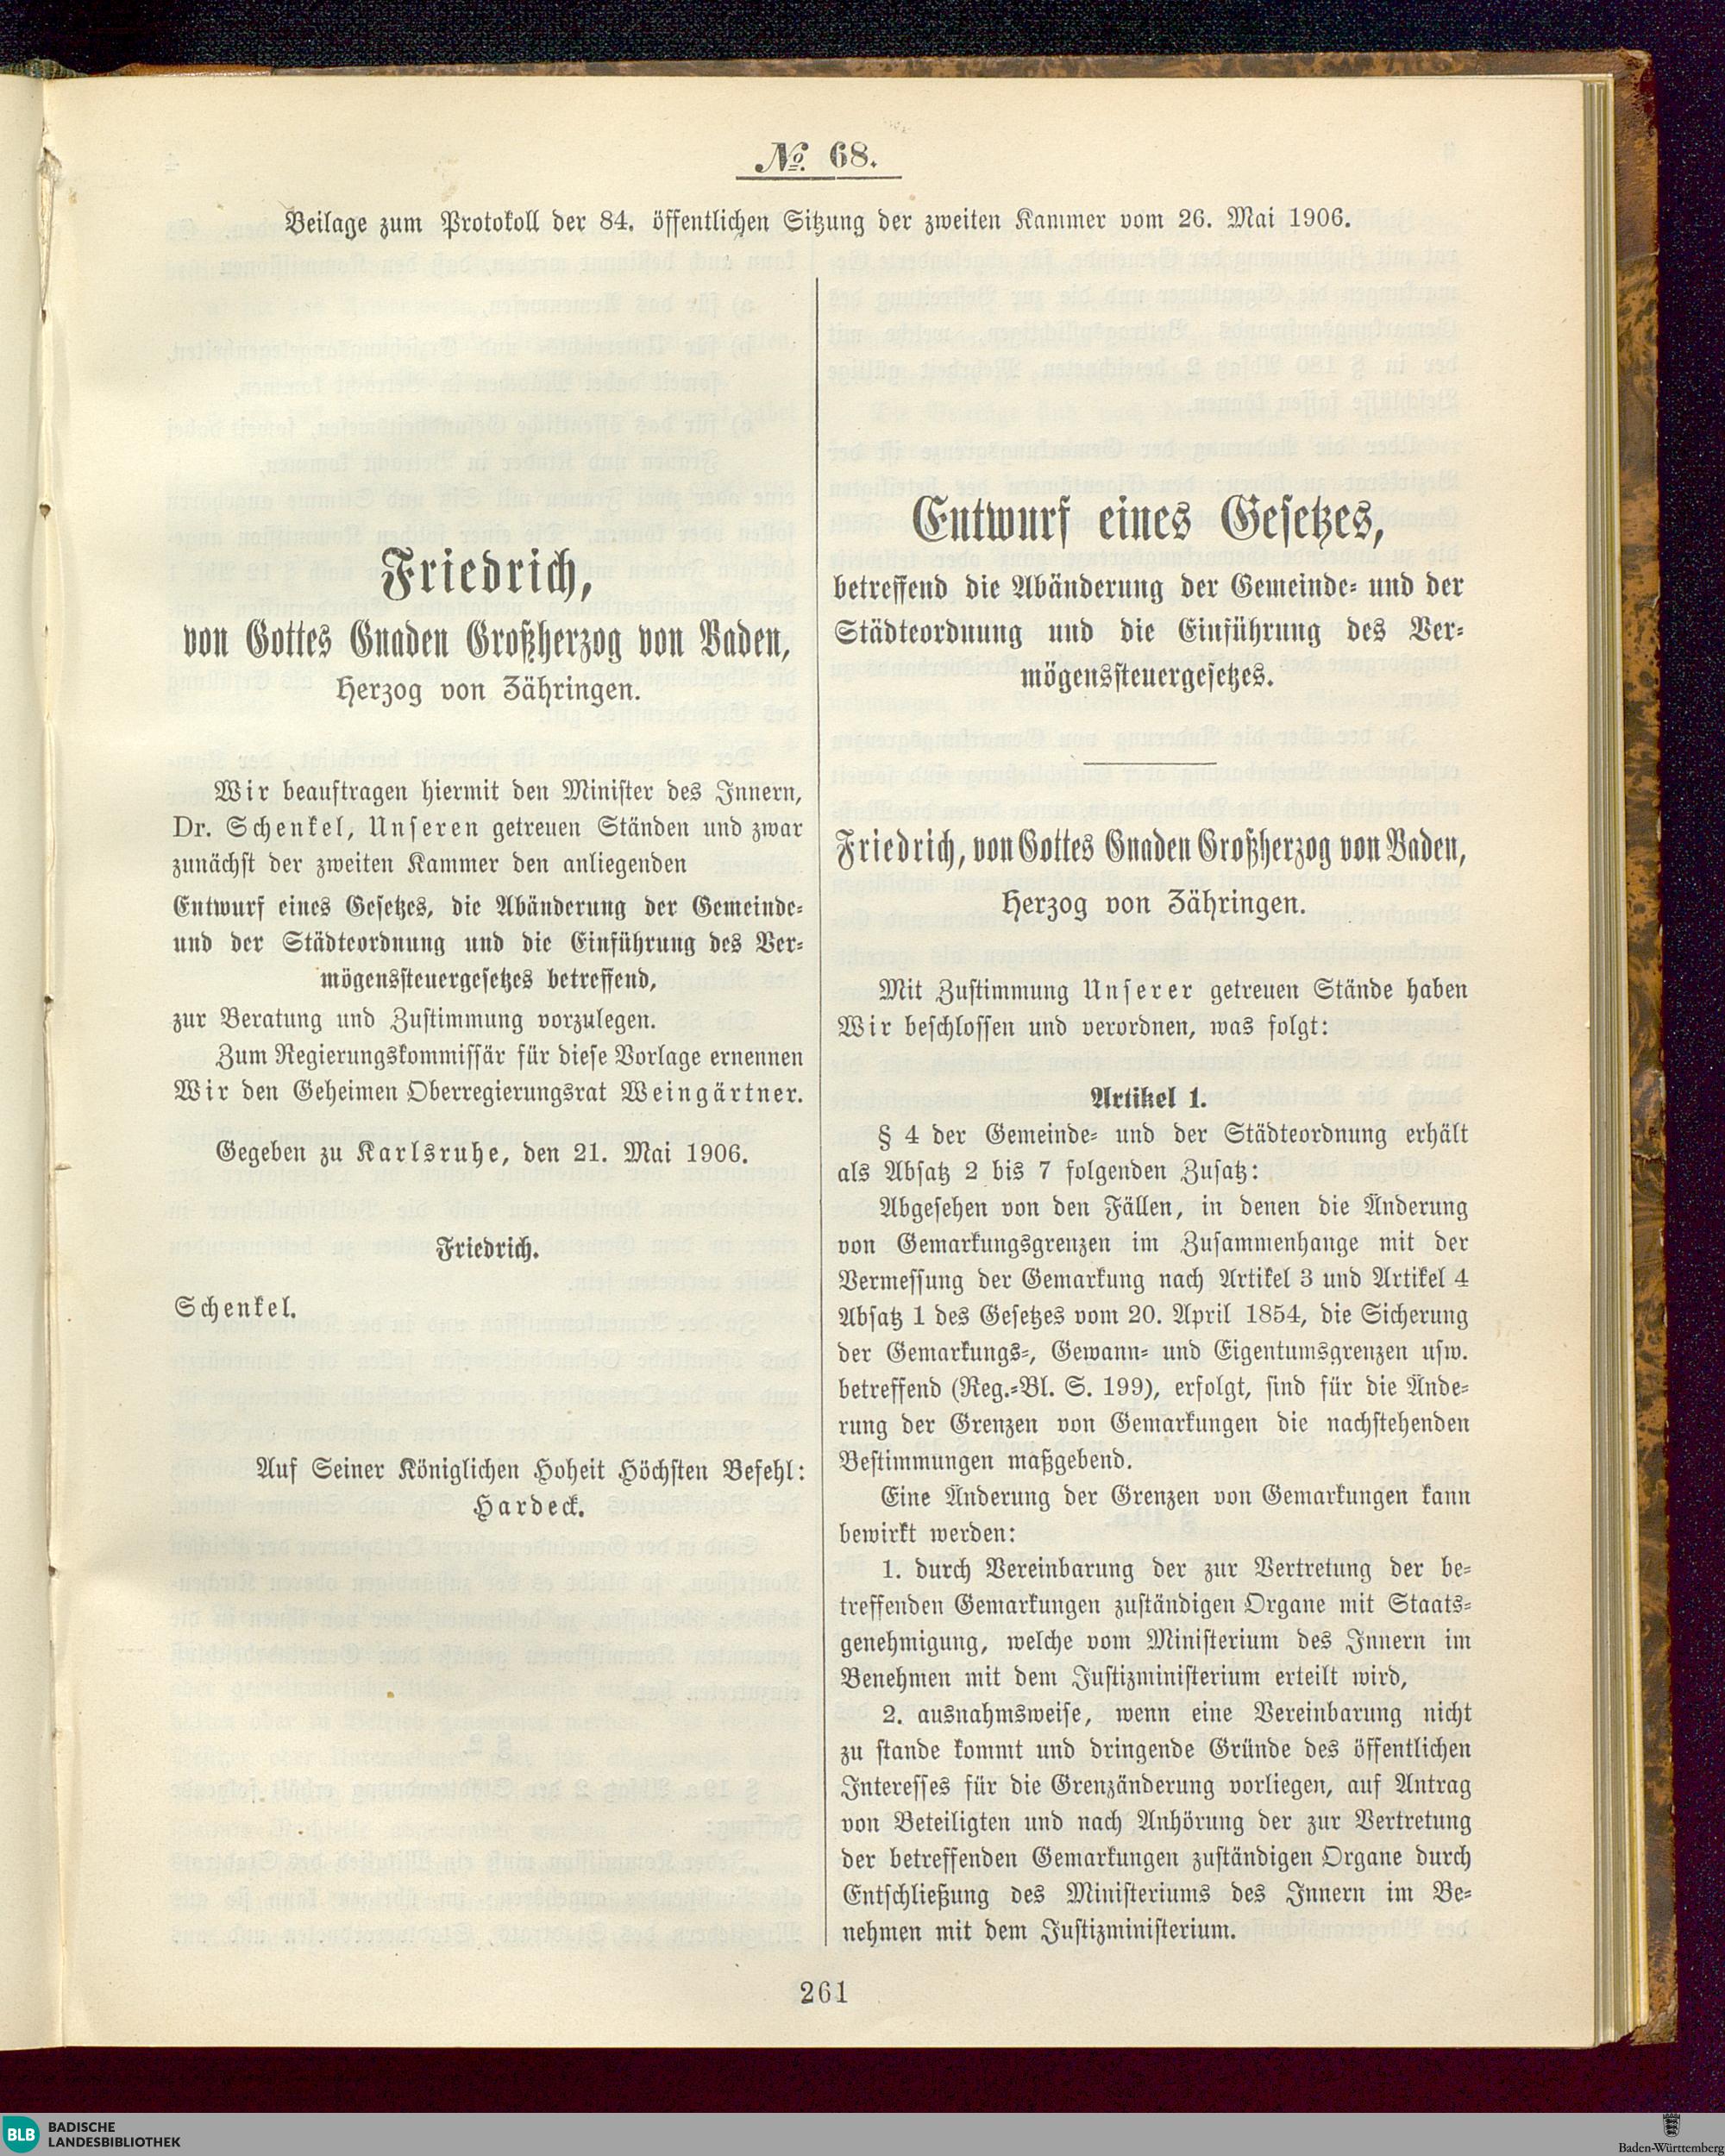 No. 68.
Beilage zum Protokoll der 84. öffentlichen Sitzung der zweiten Kammer vom 26. Mai 1906.
Friedrich,
von Gottes Gnaden Großherzog von Baden,
Herzog von Zähringen.
Wir beauftragen hiermit den Minister des Innern,
Dr. Schenkel, Unseren getreuen Ständen und zwar
zunächst der zweiten Kammer den anliegenden
Entwurf eines Gesetzes, die Abänderung der Gemeinde-
und der Städteordnung und die Einführung des Ver-
mögenssteuergesetzes betreffend,
zur Beratung und Zustimmung vorzulegen.
Zum Regierungskommissär für diese Vorlage ernennen
Wir den Geheimen Oberregierungsrat Weingärtner.
Gegeben zu Karlsruhe, den 21. Mai 1906.
Friedrich.
Schenkel.
Auf Seiner Königlichen Hoheit Höchsten Befehl:
Hardeck.
Entwurf eines Gesetzes,
betreffend die Abänderung der Gemeinde- und der
Städteordnung und die Einführung des Ver-
mögenssteuergesetzes.
Friedrich, von Gottes Gnaden Großherzog von Baden,
Herzog von Zähringen.
Mit Zustimmung Unserer getreuen Stände haben
Wir beschlossen und verordnen, was folgt:
Artikel 1.
§ 4 der Gemeinde- und der Städteordnung erhält
als Absatz 2 bis 7 folgenden Zusatz:
Abgesehen von den Fällen, in denen die Änderung
von Gemarkungsgrenzen im Zusammenhange mit der
Vermessung der Gemarkung nach Artikel 3 und Artikel 4
Absatz 1 des Gesetzes vom 20. April 1854, die Sicherung
der Gemarkungs-, Gewann- und Eigentumsgrenzen usw.
betreffend (Reg.-Bl. S. 199), erfolgt, sind für die Ände-
rung der Grenzen von Gemarkungen die nachstehenden
Bestimmungen maßgebend.
Eine Änderung der Grenzen von Gemarkungen kann
bewirkt werden:
1. durch Vereinbarung der zur Vertretung der be-
treffenden Gemarkungen zuständigen Organe mit Staats-
genehmigung, welche vom Ministerium des Innern im
Benehmen mit dem Justizministerium erteilt wird,
2. ausnahmsweise, wenn eine Vereinbarung nicht
zu stande kommt und dringende Gründe des öffentlichen
Interesses für die Grenzänderung vorliegen, auf Antrag
von Beteiligten und nach Anhörung der zur Vertretung
der betreffenden Gemarkungen zuständigen Organe durch
Entschließung des Ministeriums des Innern im Be-
nehmen mit dem Justizministerium.
261
BLB BADISCHE
LANDESBIBLIOTHEK
Baden-Württemberg